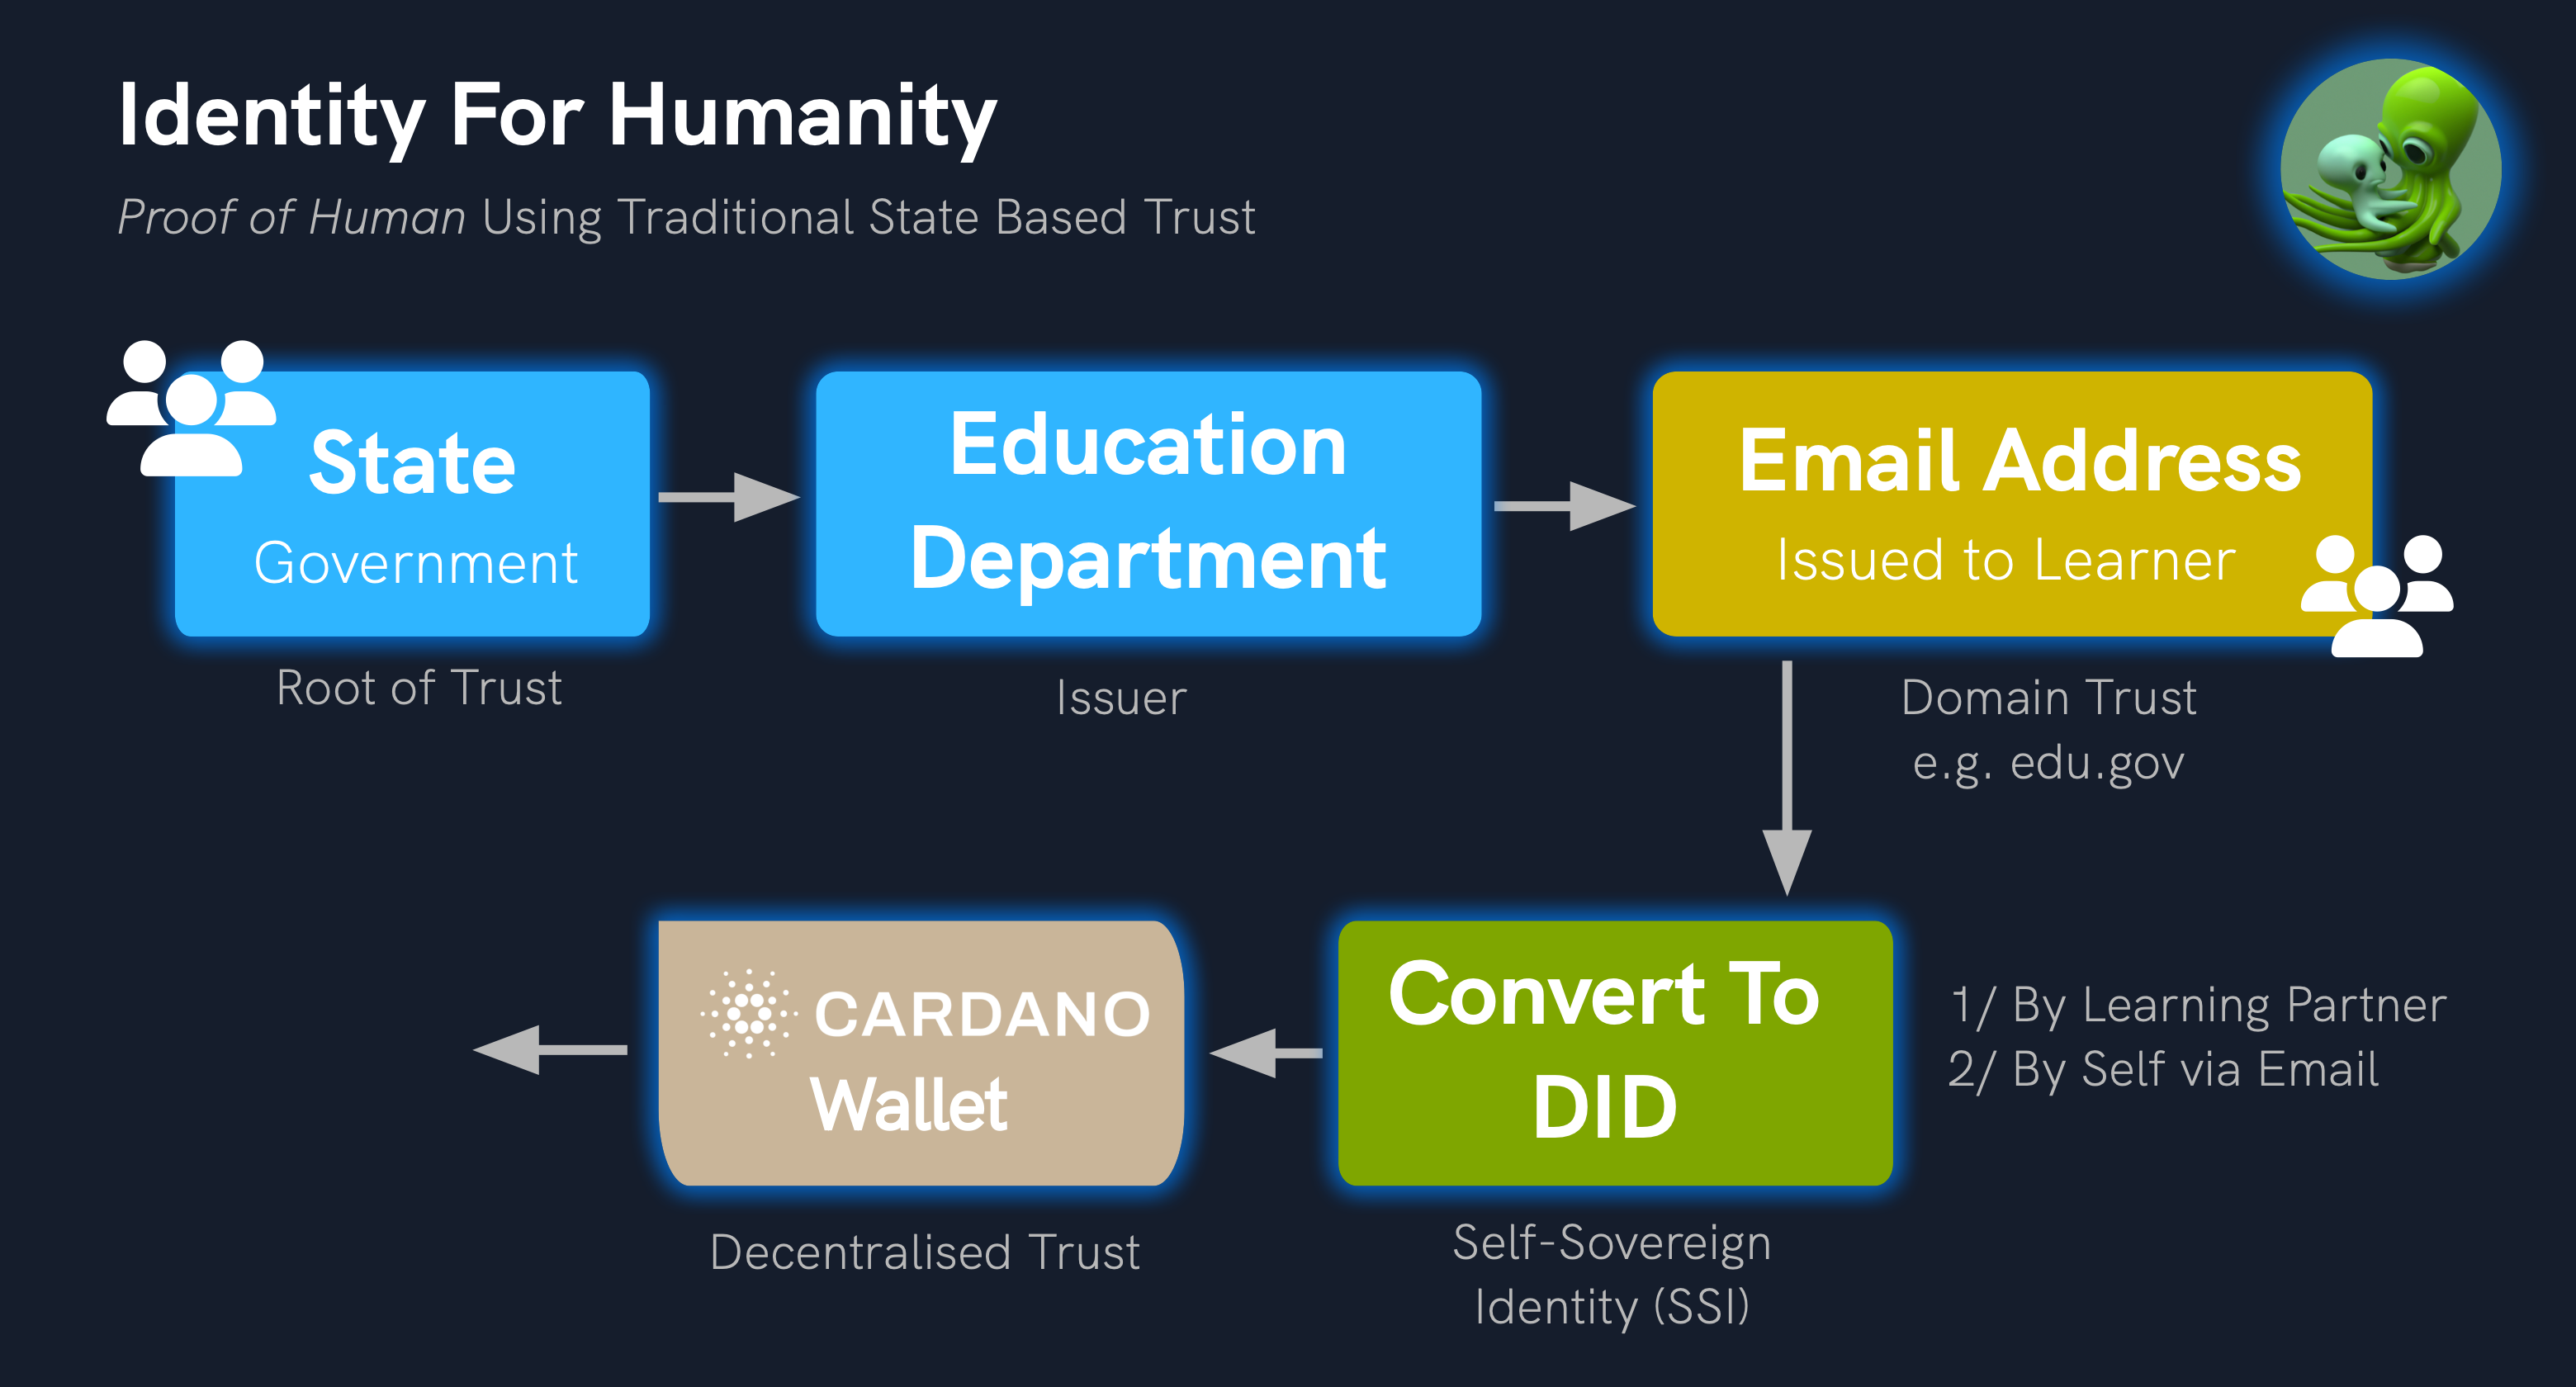 Identity For Humanity
Proof of Human Using Traditional State Based Trust
State
Government
Root of Trust
Education
Department
Issuer
Email Address
Issued to Learner
Domain Trust
e.g. edu.gov
Convert To
DID
1/ By Learning Partner
2/ By Self via Email
Self-Sovereign
Identity (SSI)
CARDANO
Wallet
Decentralised Trust